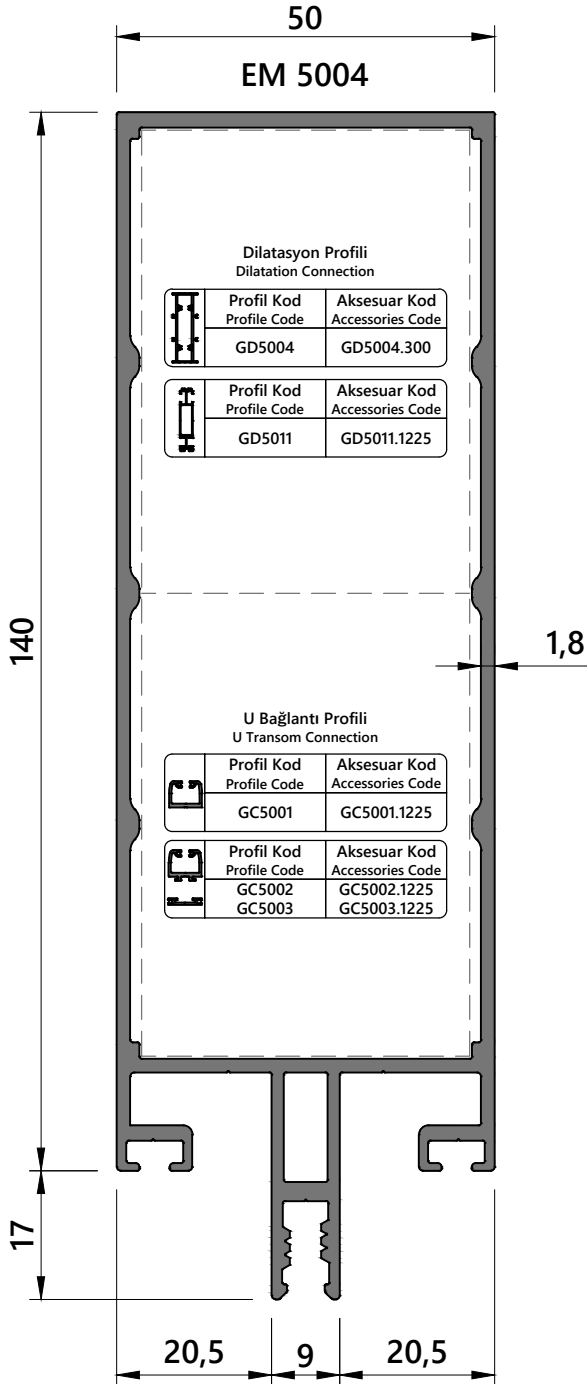 50
EM 5004
140
Dilatasyon Profili
Dilatation Connection
Profil Kod Aksesuar Kod
Profile Code Accessories Code
GD5004 GD5004.300
Profil Kod Aksesuar Kod
Profile Code Accessories Code
GD5011 GD5011.1225
1,8
U Bağlantı Profili
U Transom Connection
Profil Kod Aksesuar Kod
Profile Code Accessories Code
GC5001 GC5001.1225
Profil Kod Aksesuar Kod
Profile Code Accessories Code
GC5002 GC5002.1225
GC5003 GC5003.1225
17
20,5 9 20,5